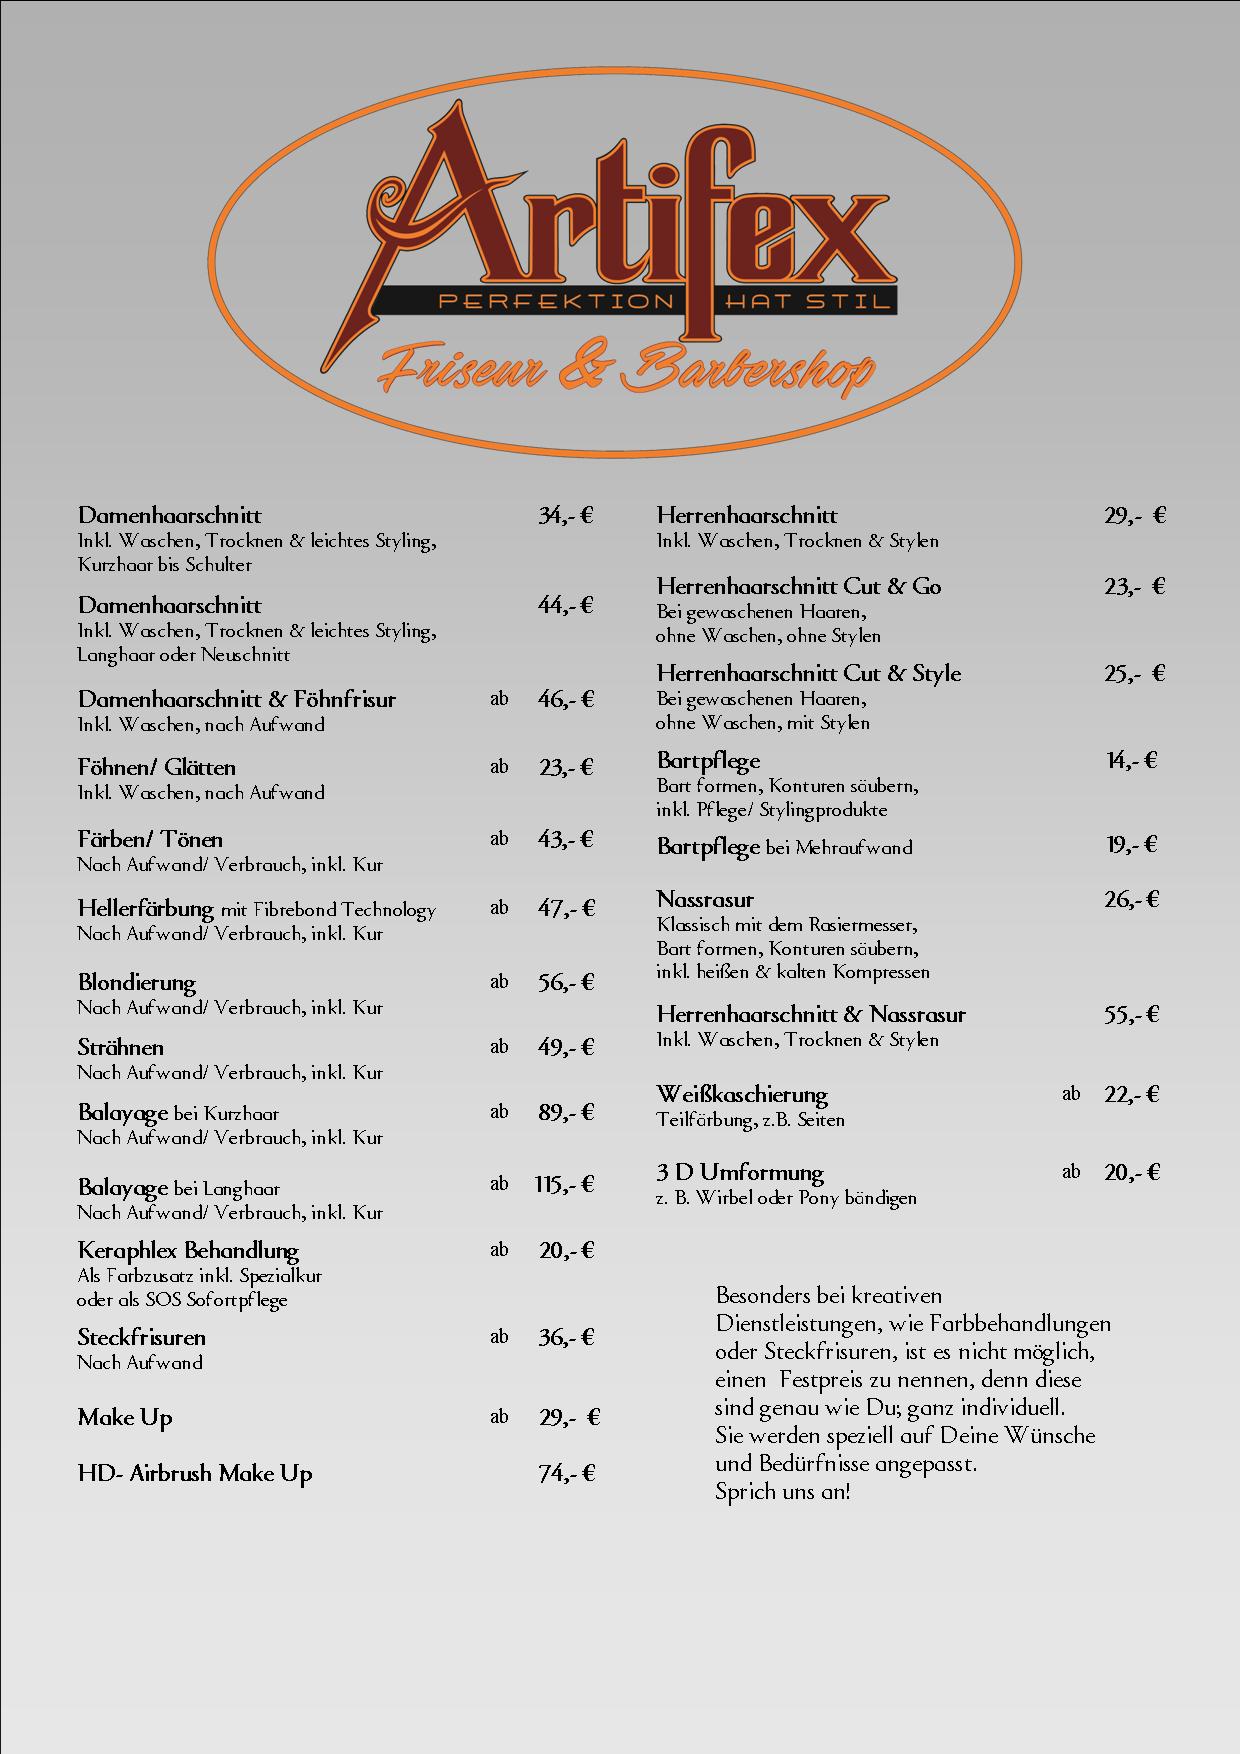 Artifex
PERFEKTION HAT STIL
Friseur & Barbershop
Damenhaarschnitt 34,- €
Inkl. Waschen, Trocknen & leichtes Styling,
Kurzhaar bis Schulter
Damenhaarschnitt 44,- €
Inkl. Waschen, Trocknen & leichtes Styling,
Langhaar oder Neuschnitt
Damenhaarschnitt & Föhnfrisur ab 46,- €
Inkl. Waschen, nach Aufwand
Föhnen/ Glätten ab 23,- €
Inkl. Waschen, nach Aufwand
Färben/ Tönen ab 43,- €
Nach Aufwand/ Verbrauch, inkl. Kur
Hellerfärbung mit Fibrebond Technology ab 47,- €
Nach Aufwand/ Verbrauch, inkl. Kur
Blondierung ab 56,- €
Nach Aufwand/ Verbrauch, inkl. Kur
Strähnen ab 49,- €
Nach Aufwand/ Verbrauch, inkl. Kur
Balayage bei Kurzhaar ab 89,- €
Nach Aufwand/ Verbrauch, inkl. Kur
Balayage bei Langhaar ab 115,- €
Nach Aufwand/ Verbrauch, inkl. Kur
Keraphlex Behandlung ab 20,- €
Als Farbzusatz inkl. Spezialkur
oder als SOS Sofortpflege
Steckfrisuren ab 36,- €
Nach Aufwand
Make Up ab 29,- €
HD- Airbrush Make Up 74,- €
Herrenhaarschnitt 29,- €
Inkl. Waschen, Trocknen & Stylen
Herrenhaarschnitt Cut & Go 23,- €
Bei gewaschenen Haaren,
ohne Waschen, ohne Stylen
Herrenhaarschnitt Cut & Style 25,- €
Bei gewaschenen Haaren,
ohne Waschen, mit Stylen
Bartpflege 14,- €
Bart formen, Konturen säubern,
inkl. Pflege/ Stylingprodukte
Bartpflege bei Mehraufwand 19,- €
Nassrasur 26,- €
Klassisch mit dem Rasiermesser,
Bart formen, Konturen säubern,
inkl. heißen & kalten Kompressen
Herrenhaarschnitt & Nassrasur 55,- €
Inkl. Waschen, Trocknen & Stylen
Weißkaschierung ab 22,- €
Teilfärbung, z.B. Seiten
3 D Umformung ab 20,- €
z. B. Wirbel oder Pony bändigen
Besonders bei kreativen
Dienstleistungen, wie Farbbehandlungen
oder Steckfrisuren, ist es nicht möglich,
einen Festpreis zu nennen, denn diese
sind genau wie Du; ganz individuell.
Sie werden speziell auf Deine Wünsche
und Bedürfnisse angepasst.
Sprich uns an!